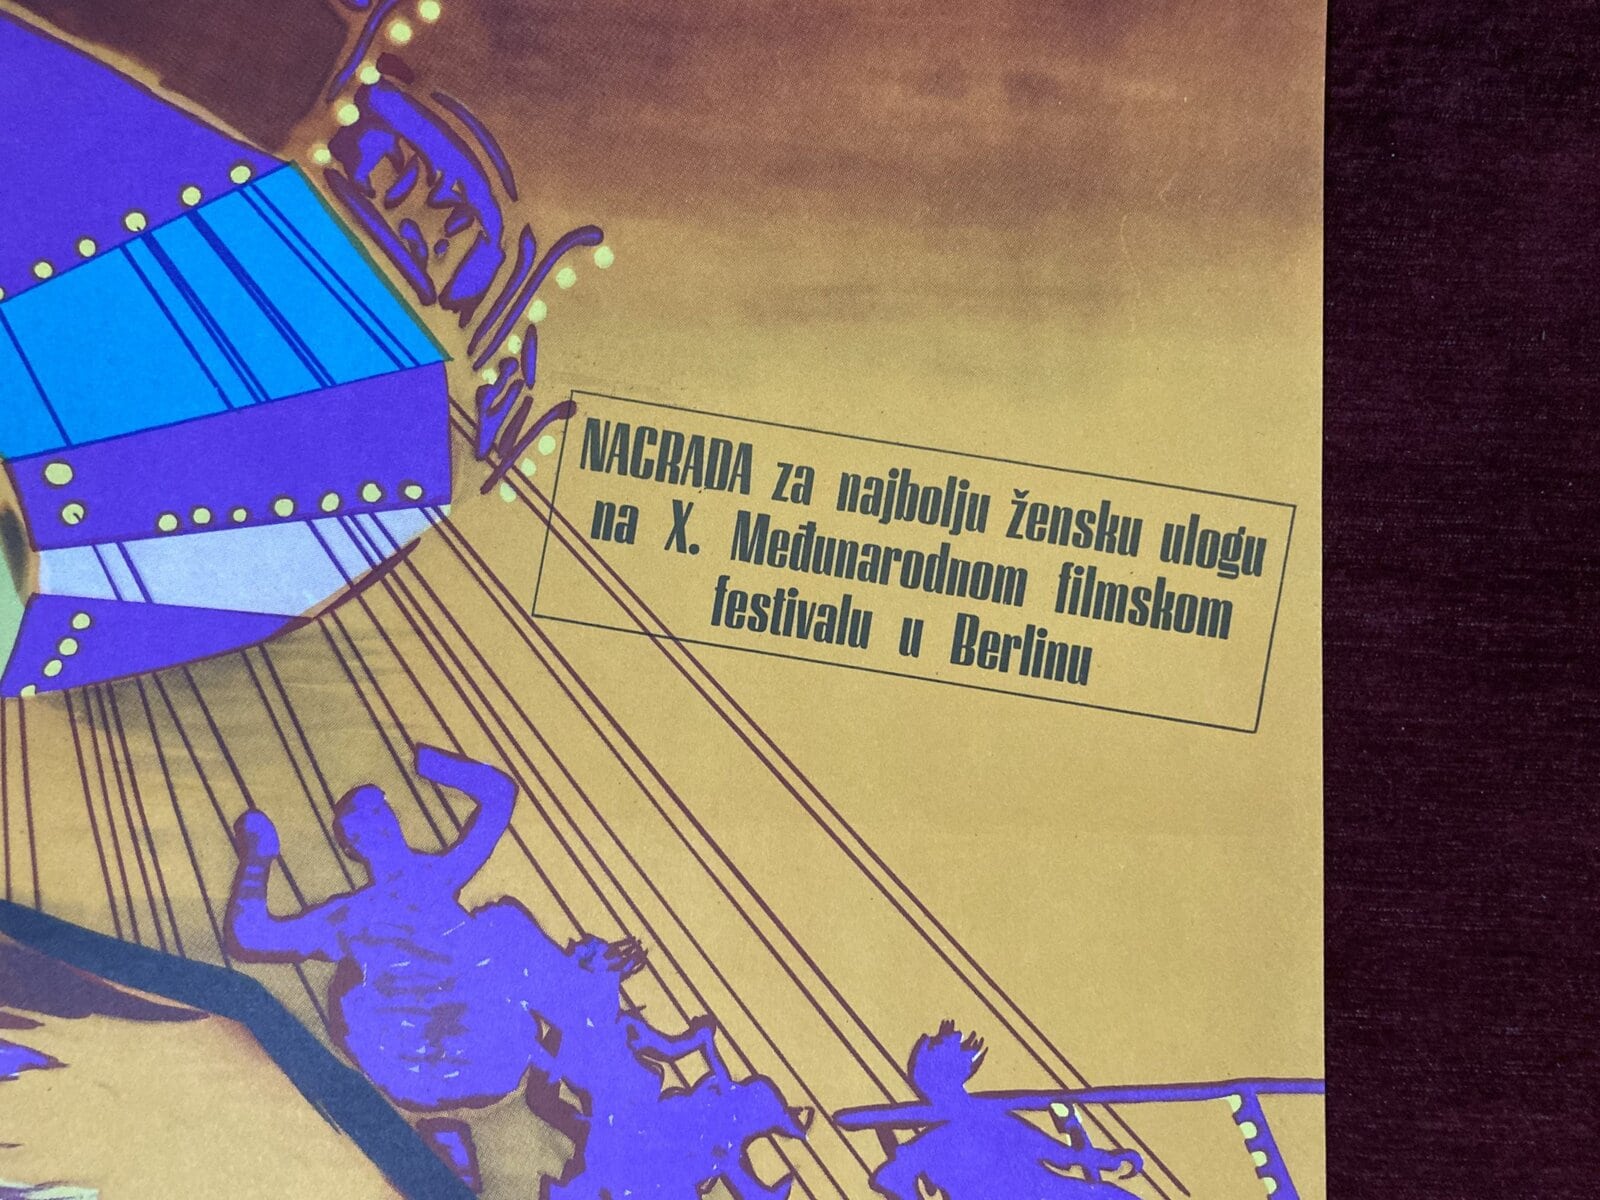 NAGRADA za najbolju žensku ulogu
na X. Međunarodnom filmskom
festivalu u Berlinu